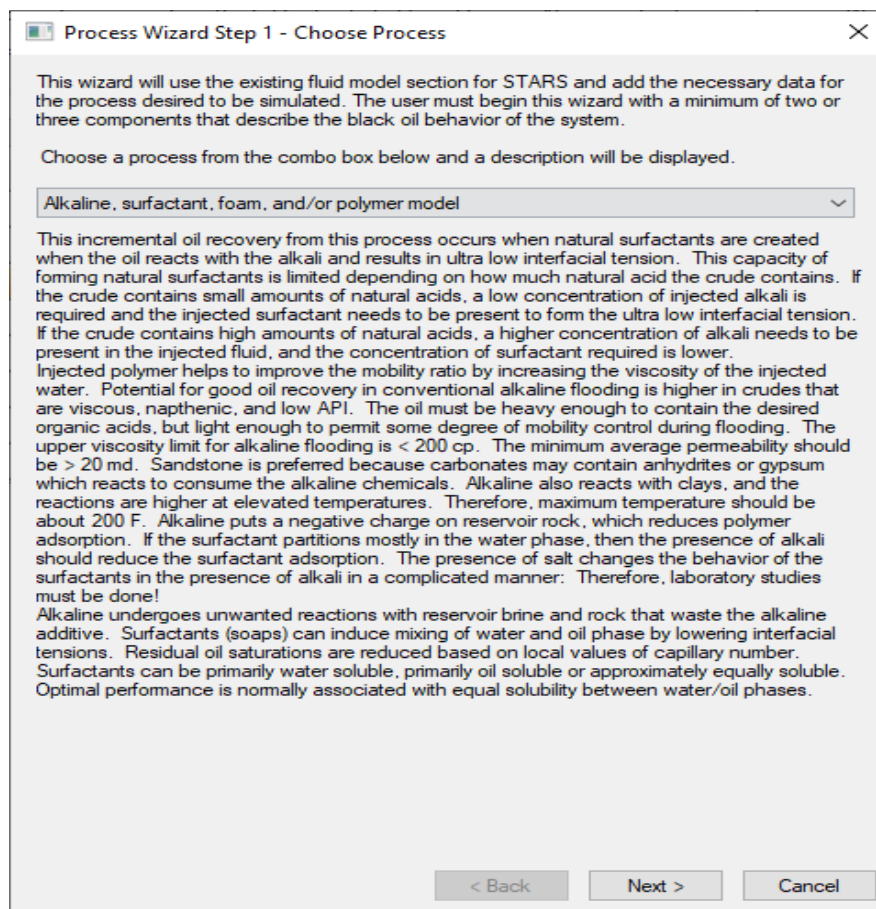 Process Wizard Step 1 - Choose Process
This wizard will use the existing fluid model section for STARS and add the necessary data for
the process desired to be simulated. The user must begin this wizard with a minimum of two or
three components that describe the black oil behavior of the system.
Choose a process from the combo box below and a description will be displayed.
Alkaline, surfactant, foam, and/or polymer model
This incremental oil recovery from this process occurs when natural surfactants are created
when the oil reacts with the alkali and results in ultra low interfacial tension. This capacity of
forming natural surfactants is limited depending on how much natural acid the crude contains. If
the crude contains small amounts of natural acids, a low concentration of injected alkali is
required and the injected surfactant needs to be present to form the ultra low interfacial tension.
If the crude contains high amounts of natural acids, a higher concentration of alkali needs to be
present in the injected fluid, and the concentration of surfactant required is lower.
Injected polymer helps to improve the mobility ratio by increasing the viscosity of the injected
water. Potential for good oil recovery in conventional alkaline flooding is higher in crudes that
are viscous, napthenic, and low API. The oil must be heavy enough to contain the desired
organic acids, but light enough to permit some degree of mobility control during flooding. The
upper viscosity limit for alkaline flooding is < 200 cp. The minimum average permeability should
be > 20 md. Sandstone is preferred because carbonates may contain anhydrites or gypsum
which reacts to consume the alkaline chemicals. Alkaline also reacts with clays, and the
reactions are higher at elevated temperatures. Therefore, maximum temperature should be
about 200 F. Alkaline puts a negative charge on reservoir rock, which reduces polymer
adsorption. If the surfactant partitions mostly in the water phase, then the presence of alkali
should reduce the surfactant adsorption. The presence of salt changes the behavior of the
surfactants in the presence of alkali in a complicated manner: Therefore, laboratory studies
must be done!
Alkaline undergoes unwanted reactions with reservoir brine and rock that waste the alkaline
additive. Surfactants (soaps) can induce mixing of water and oil phase by lowering interfacial
tensions. Residual oil saturations are reduced based on local values of capillary number.
Surfactants can be primarily water soluble, primarily oil soluble or approximately equally soluble.
Optimal performance is normally associated with equal solubility between water/oil phases.
< Back
Next >
Cancel